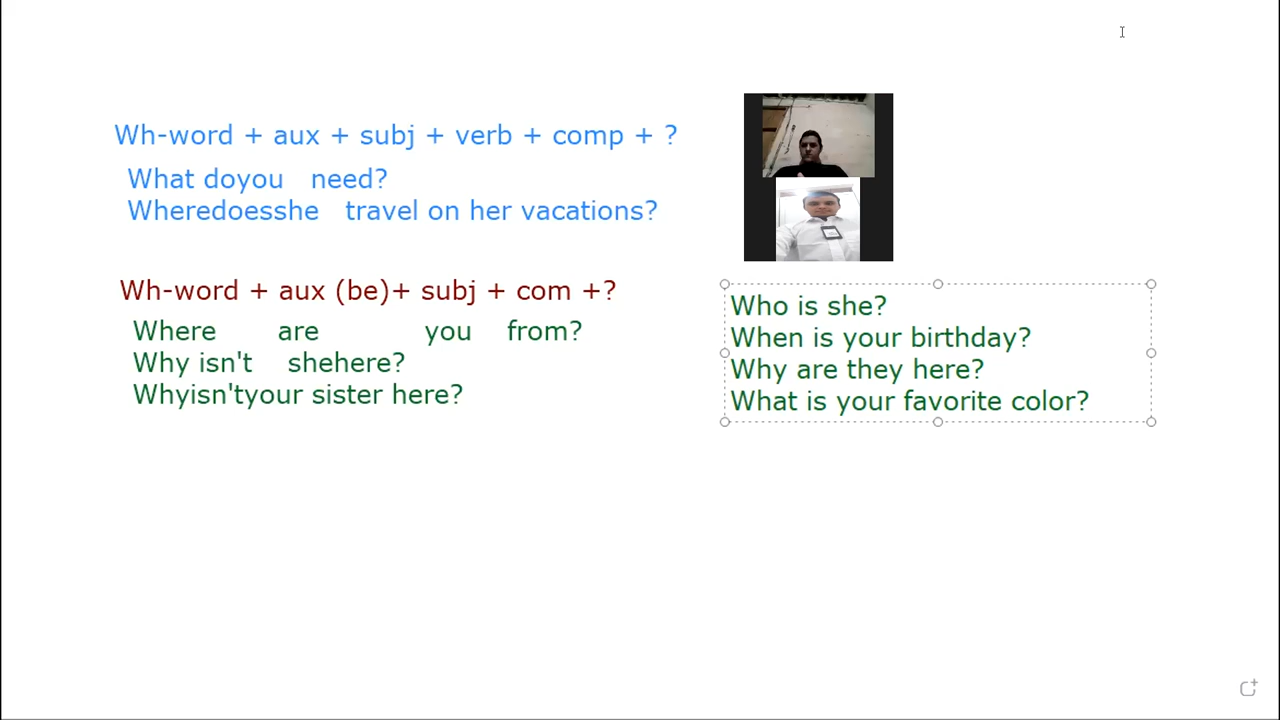 Wh-word + aux + subj + verb + comp + ?
What doyou need?
Wheredoesshe travel on her vacations?
Wh-word + aux (be)+ subj + com +?
Where are you from?
Why isn't shehere?
Whyisn'tyour sister here?
Who is she?
When is your birthday?
Why are they here?
What is your favorite color?